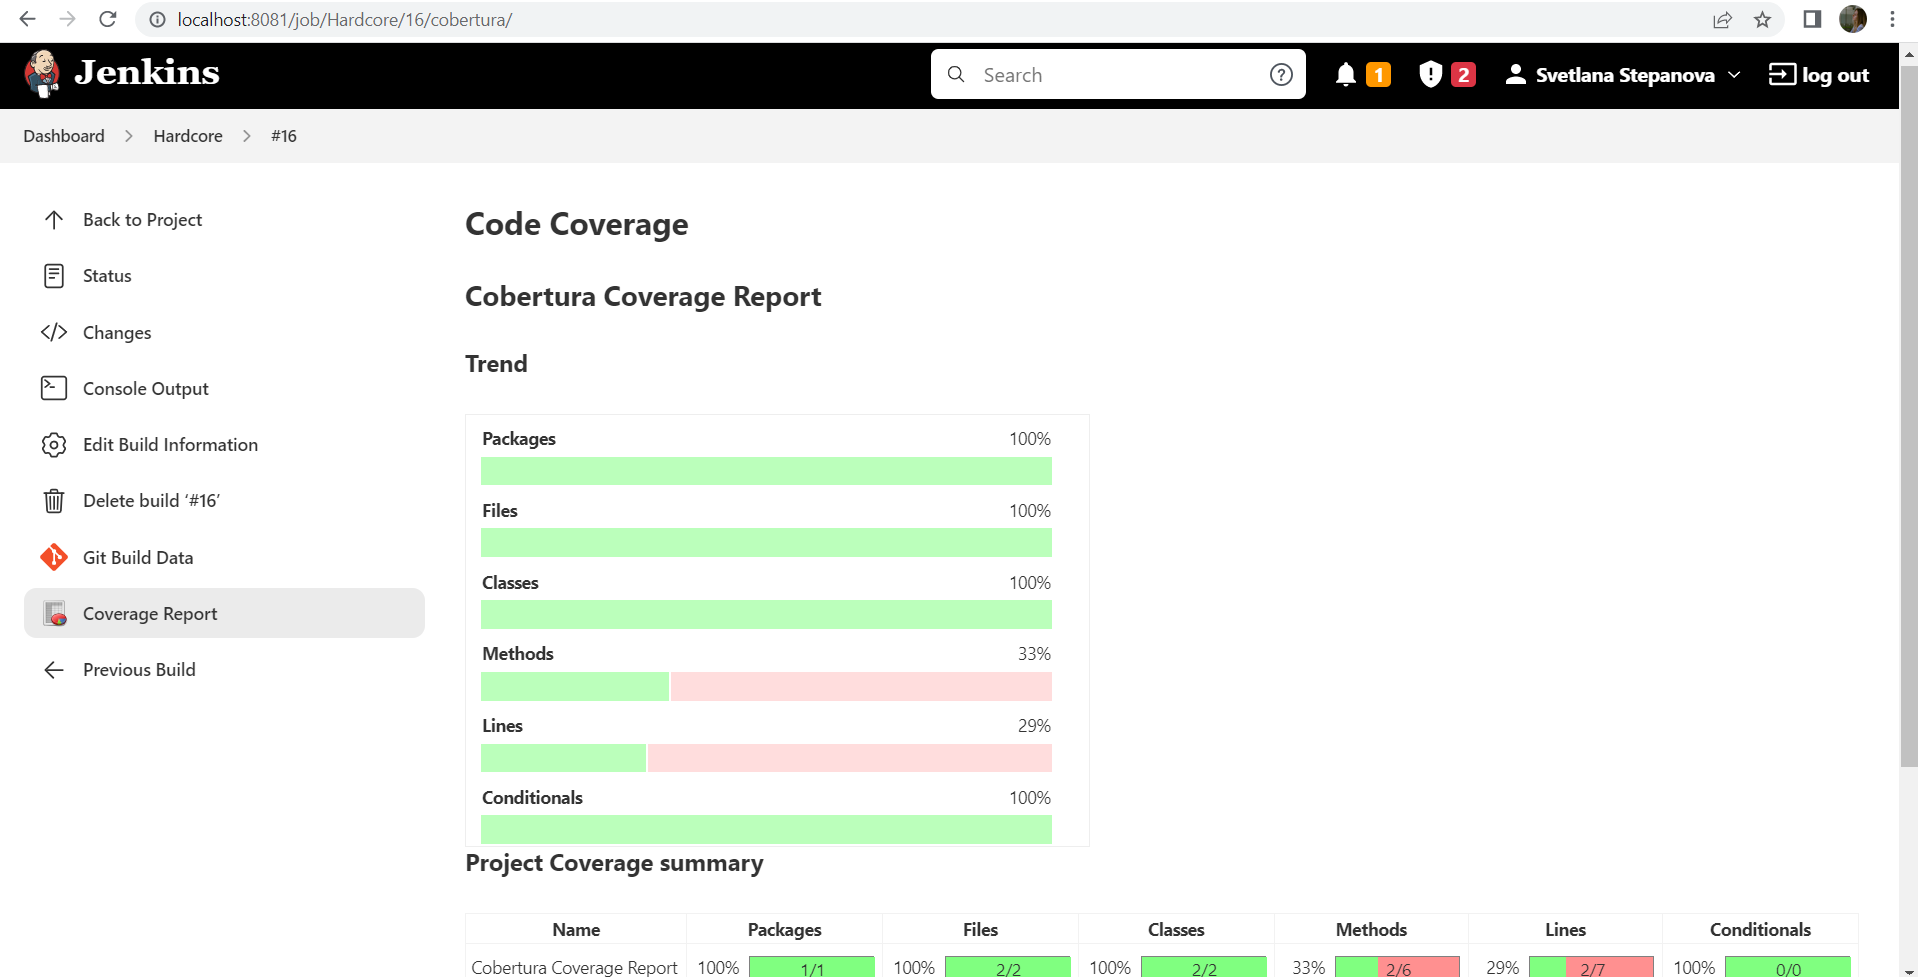 localhost:8081/job/Hardcore/16/cobertura/
Jenkins
Search
1
2
Svetlana Stepanova
log out
Dashboard
Hardcore
#16
Back to Project
Status
Changes
Console Output
Edit Build Information
Delete build ‘#16’
Git Build Data
Coverage Report
Previous Build
Code Coverage
Cobertura Coverage Report
Trend
Packages 100%
Files 100%
Classes 100%
Methods 33%
Lines 29%
Conditionals 100%
Project Coverage summary
Name Packages Files Classes Methods Lines Conditionals
Cobertura Coverage Report 100% 1/1 100% 2/2 100% 2/2 33% 2/6 29% 2/7 100% 0/0